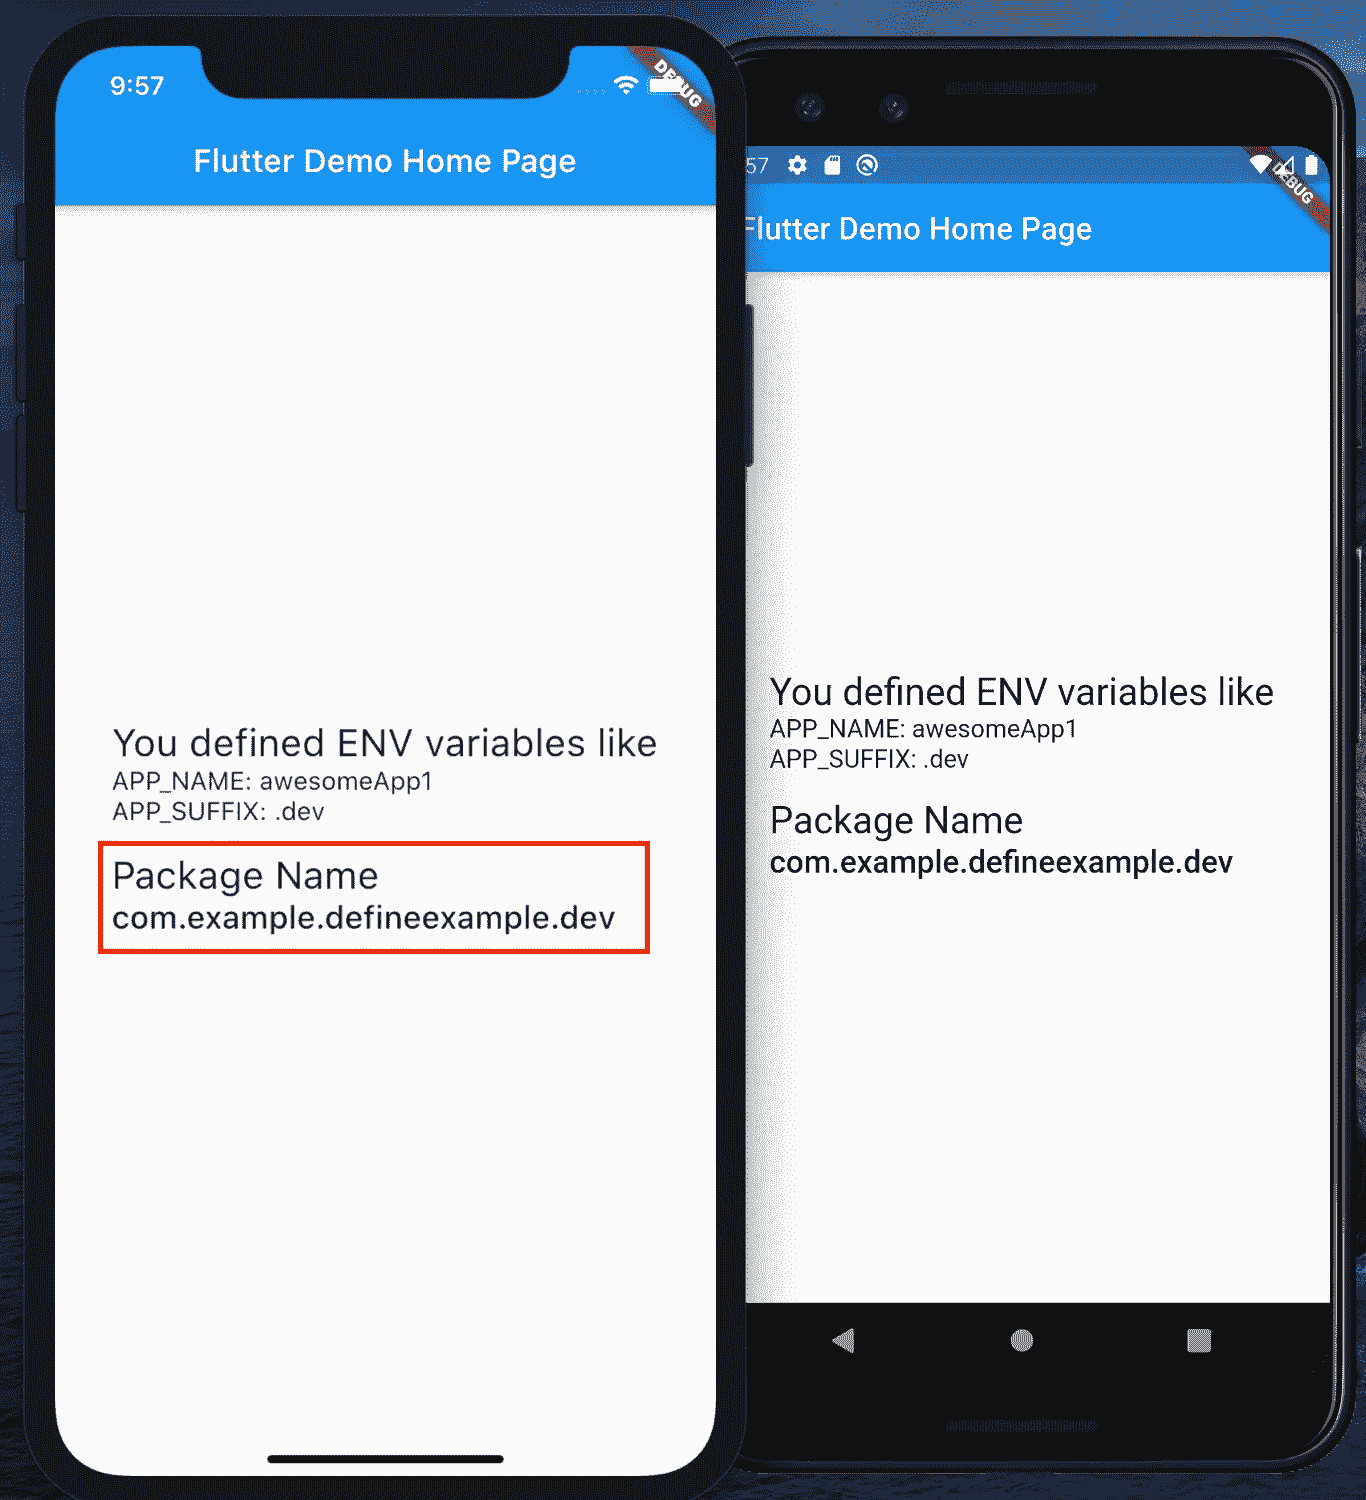 9:57
DEBUG
Flutter Demo Home Page
You defined ENV variables like
APP_NAME: awesomeApp1
APP_SUFFIX: .dev
Package Name
com.example.defineexample.dev
57
DEBUG
Flutter Demo Home Page
You defined ENV variables like
APP_NAME: awesomeApp1
APP_SUFFIX: .dev
Package Name
com.example.defineexample.dev